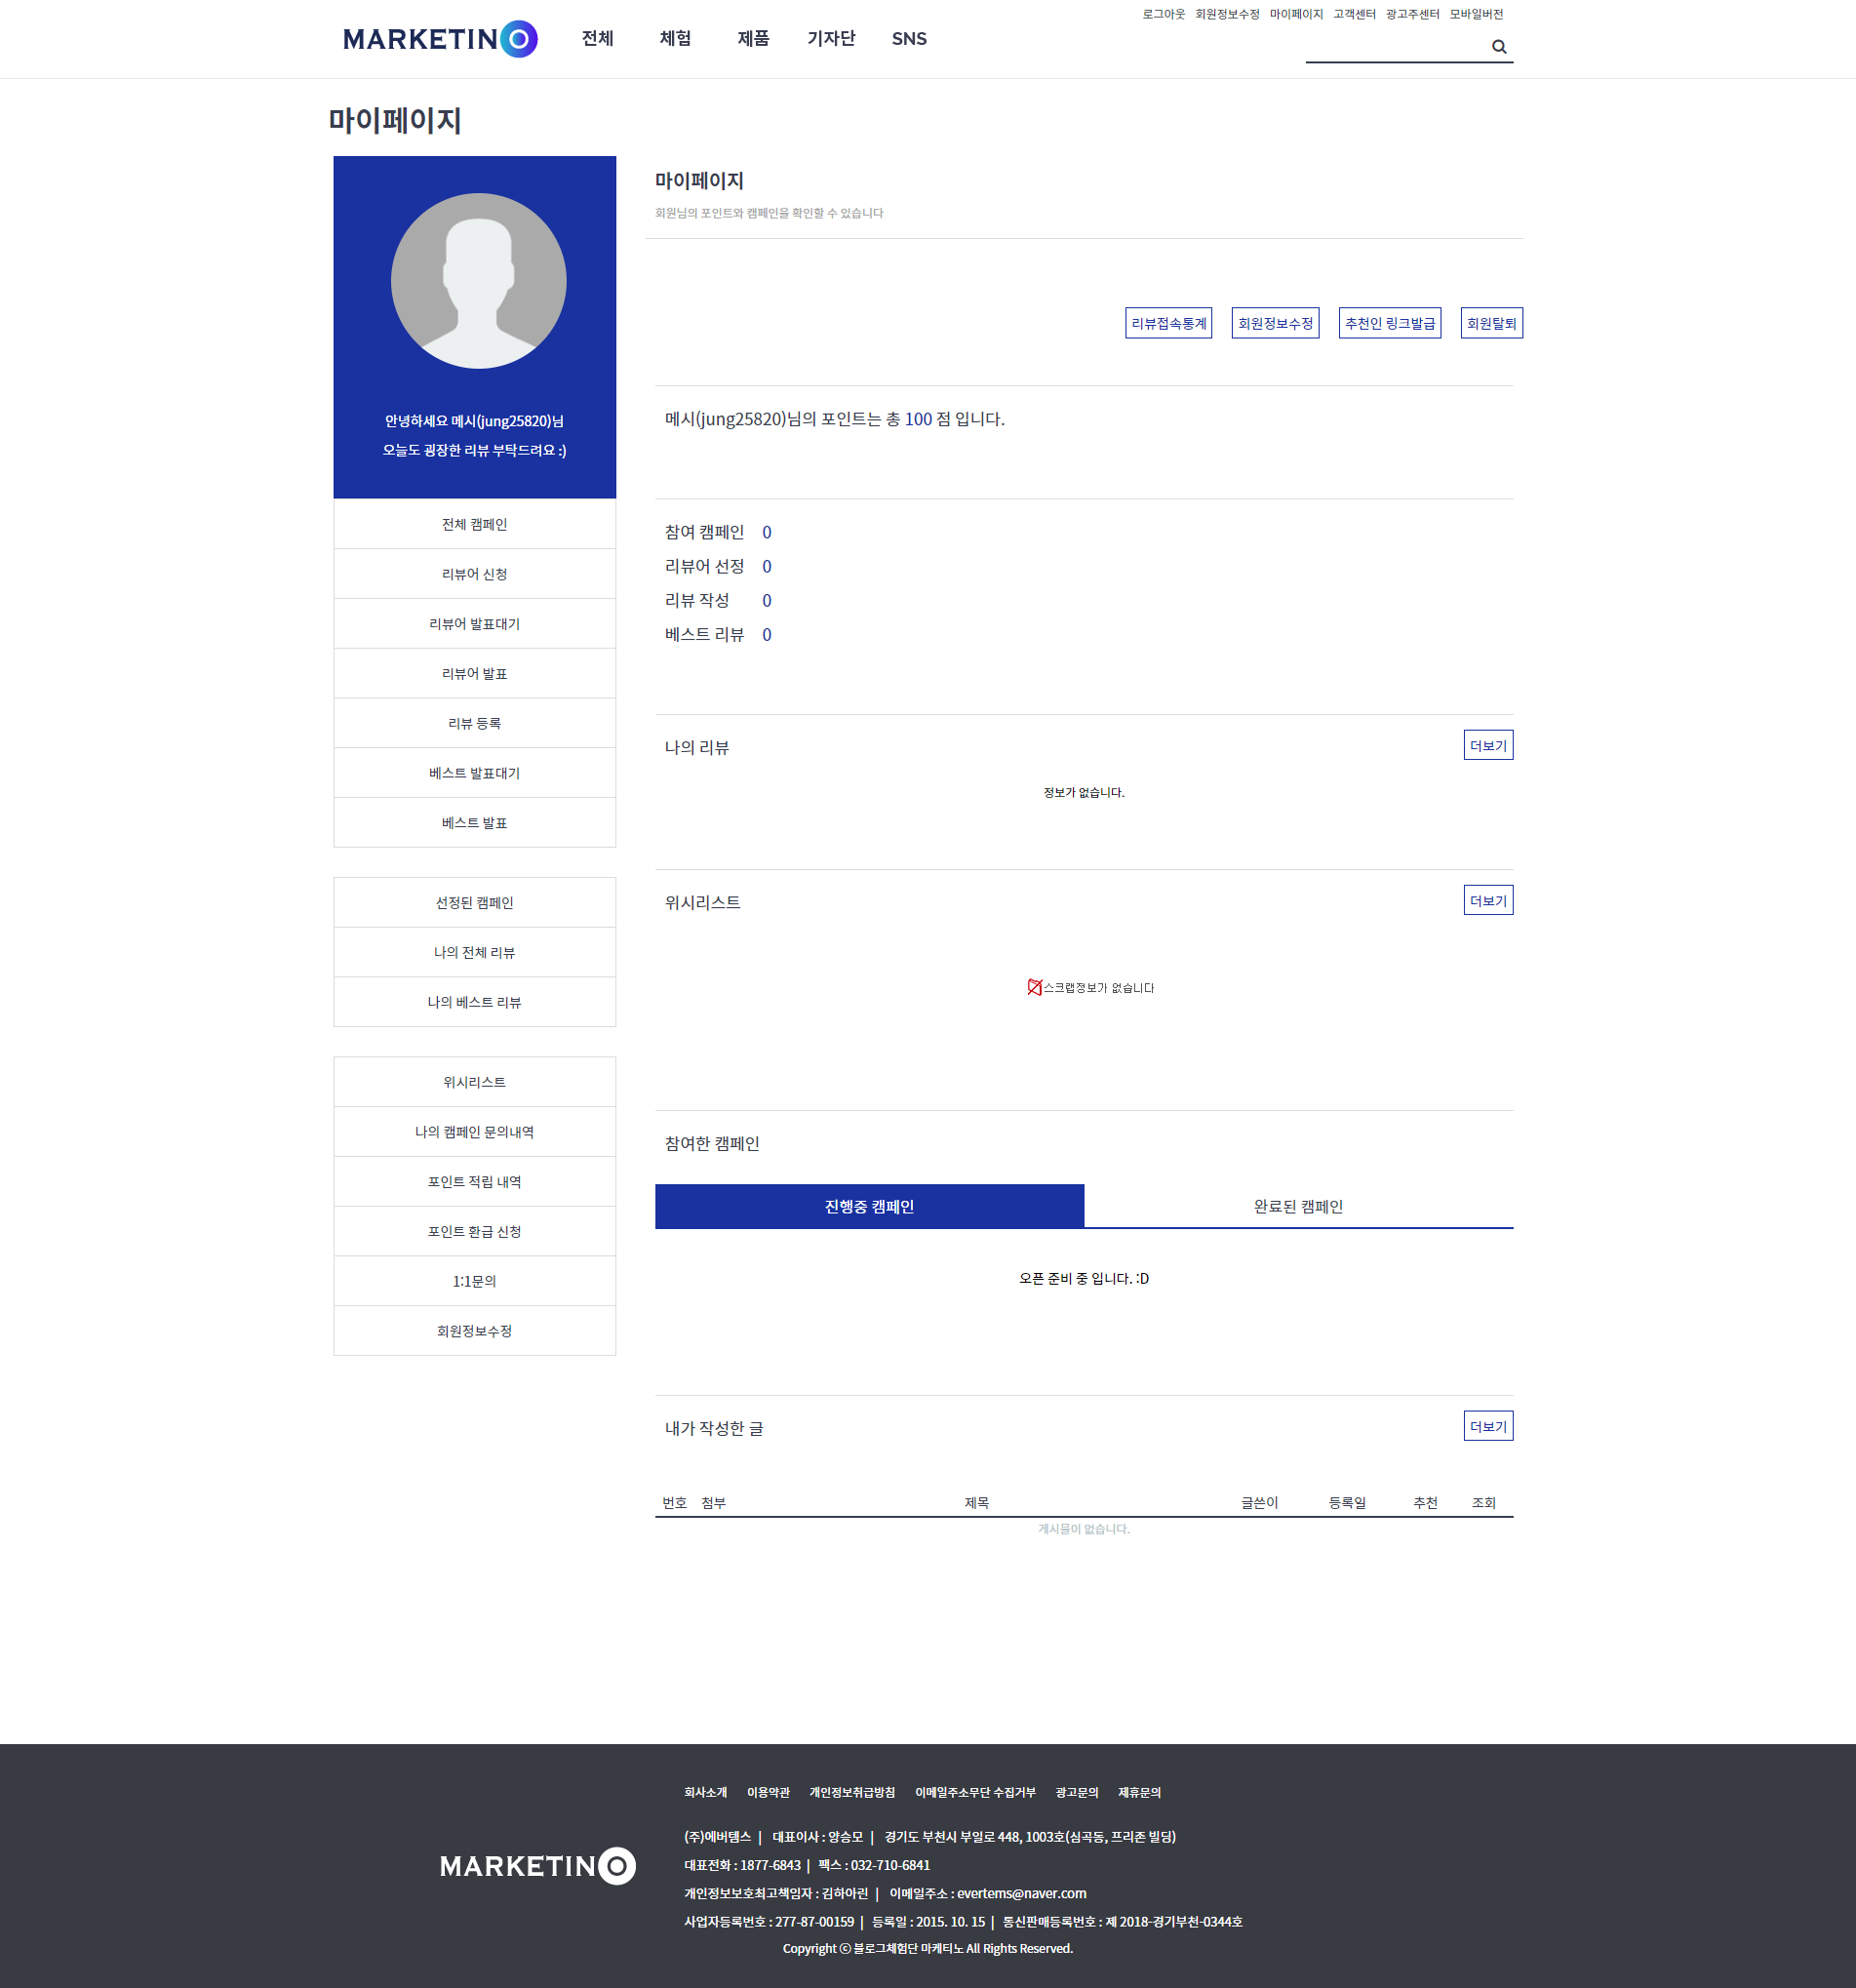 로그아웃 회원정보수정 마이페이지 고객센터 광고주센터 모바일버전
MARKETINO 전체 체험 제품 기자단 SNS
마이페이지
안녕하세요 메시(jung25820)님
오늘도 굉장한 리뷰 부탁드려요 :)
전체 캠페인
리뷰어 신청
리뷰어 발표대기
리뷰어 발표
리뷰 등록
베스트 발표대기
베스트 발표
선정된 캠페인
나의 전체 리뷰
나의 베스트 리뷰
위시리스트
나의 캠페인 문의내역
포인트 적립 내역
포인트 환급 신청
1:1문의
회원정보수정
마이페이지
회원님의 포인트와 캠페인을 확인할 수 있습니다
리뷰접속통계 회원정보수정 추천인 링크발급 회원탈퇴
메시(jung25820)님의 포인트는 총 100 점 입니다.
참여 캠페인 0
리뷰어 선정 0
리뷰 작성 0
베스트 리뷰 0
나의 리뷰 더보기
정보가 없습니다.
위시리스트 더보기
스크랩정보가 없습니다
참여한 캠페인
진행중 캠페인 완료된 캠페인
오픈 준비 중 입니다. :D
내가 작성한 글 더보기
번호 첨부 제목 글쓴이 등록일 추천 조회
게시물이 없습니다.
회사소개 이용약관 개인정보취급방침 이메일주소무단 수집거부 광고문의 제휴문의
MARKETINO
(주)에버템스 | 대표이사 : 양승모 | 경기도 부천시 부일로 448, 1003호(심곡동, 프리존 빌딩)
대표전화 : 1877-6843 | 팩스 : 032-710-6841
개인정보보호최고책임자 : 김하아린 | 이메일주소 : evertems@naver.com
사업자등록번호 : 277-87-00159 | 등록일 : 2015. 10. 15 | 통신판매등록번호 : 제 2018-경기부천-0344호
Copyright ⓒ 블로그체험단 마케티노 All Rights Reserved.